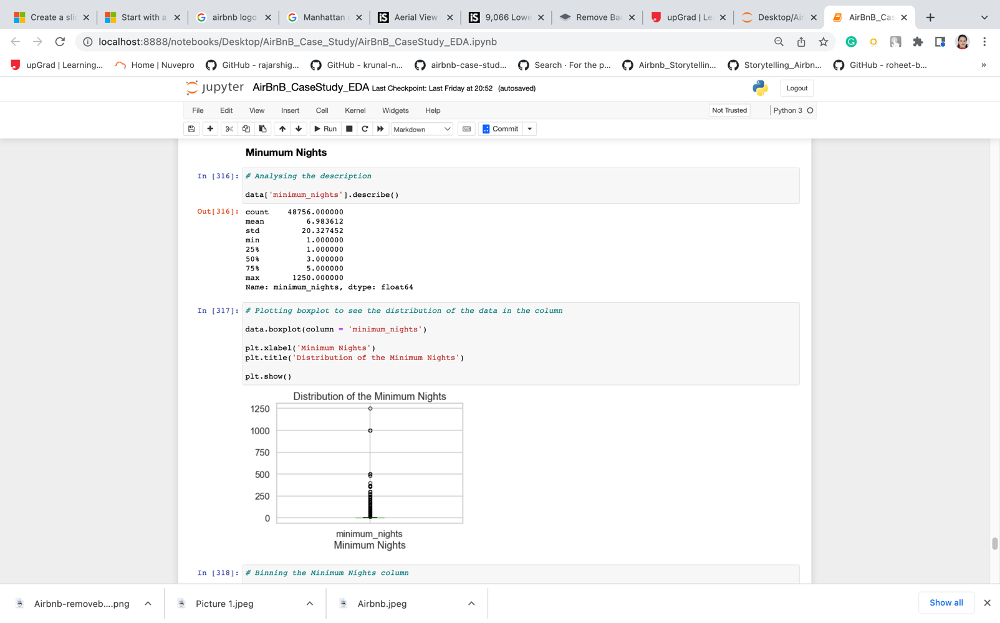 Create a slic
Start with a
airbnb logo
Manhattan a
Aerial View
9,066 Lowe
Remove Bac
upGrad | Le
Desktop/Air
AirBnB_Cas
localhost:8888/notebooks/Desktop/AirBnB_Case_Study/AirBnB_CaseStudy_EDA.ipynb
upGrad | Learning...
Home | Nuvepro
GitHub - rajarshig...
GitHub - krunal-n...
airbnb-case-stud...
Search · For the p...
Airbnb_Storytellin...
Storytelling_Airbn...
GitHub - roheet-b...
»
jupyter AirBnB_CaseStudy_EDA Last Checkpoint: Last Friday at 20:52 (autosaved)
Logout
File Edit View Insert Cell Kernel Widgets Help
Not Trusted
Python 3
Run
Markdown
Commit
Minumum Nights
In [316]: # Analysing the description
data['minimum_nights'].describe()
Out[316]: count 48756.000000
mean 6.983612
std 20.327452
min 1.000000
25% 1.000000
50% 3.000000
75% 5.000000
max 1250.000000
Name: minimum_nights, dtype: float64
In [317]: # Plotting boxplot to see the distribution of the data in the column
data.boxplot(column = 'minimum_nights')
plt.xlabel('Minimum Nights')
plt.title('Distribution of the Minimum Nights')
plt.show()
Distribution of the Minimum Nights
1250
1000
750
500
250
0
minimum_nights
Minimum Nights
In [318]: # Binning the Minimum Nights column
Airbnb-removeb....png
Picture 1.jpeg
Airbnb.jpeg
Show all